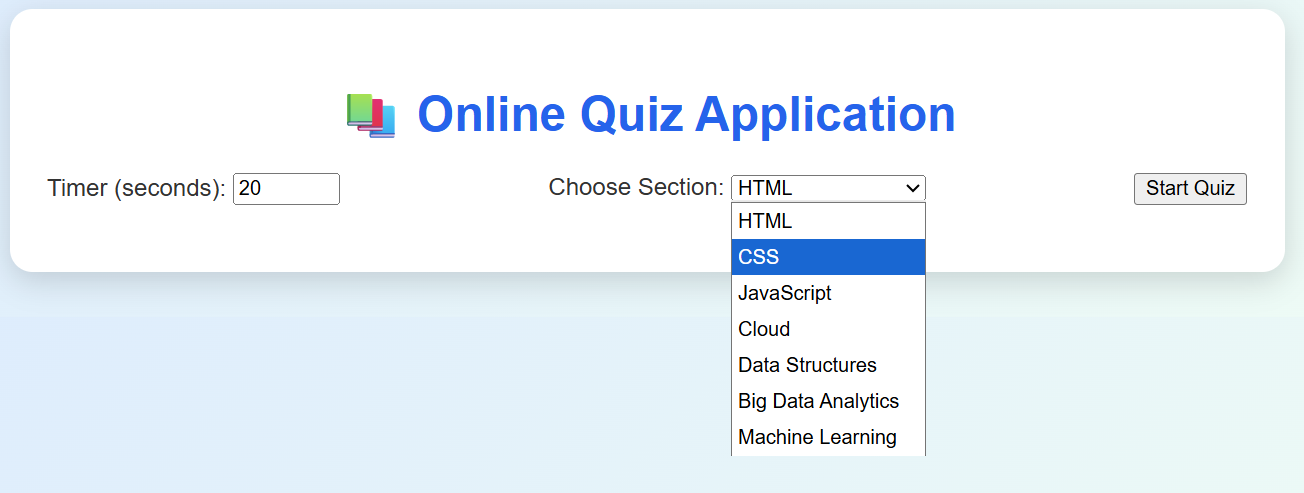 Online Quiz Application
Timer (seconds): 20 Choose Section: HTML Start Quiz
HTML
CSS
JavaScript
Cloud
Data Structures
Big Data Analytics
Machine Learning